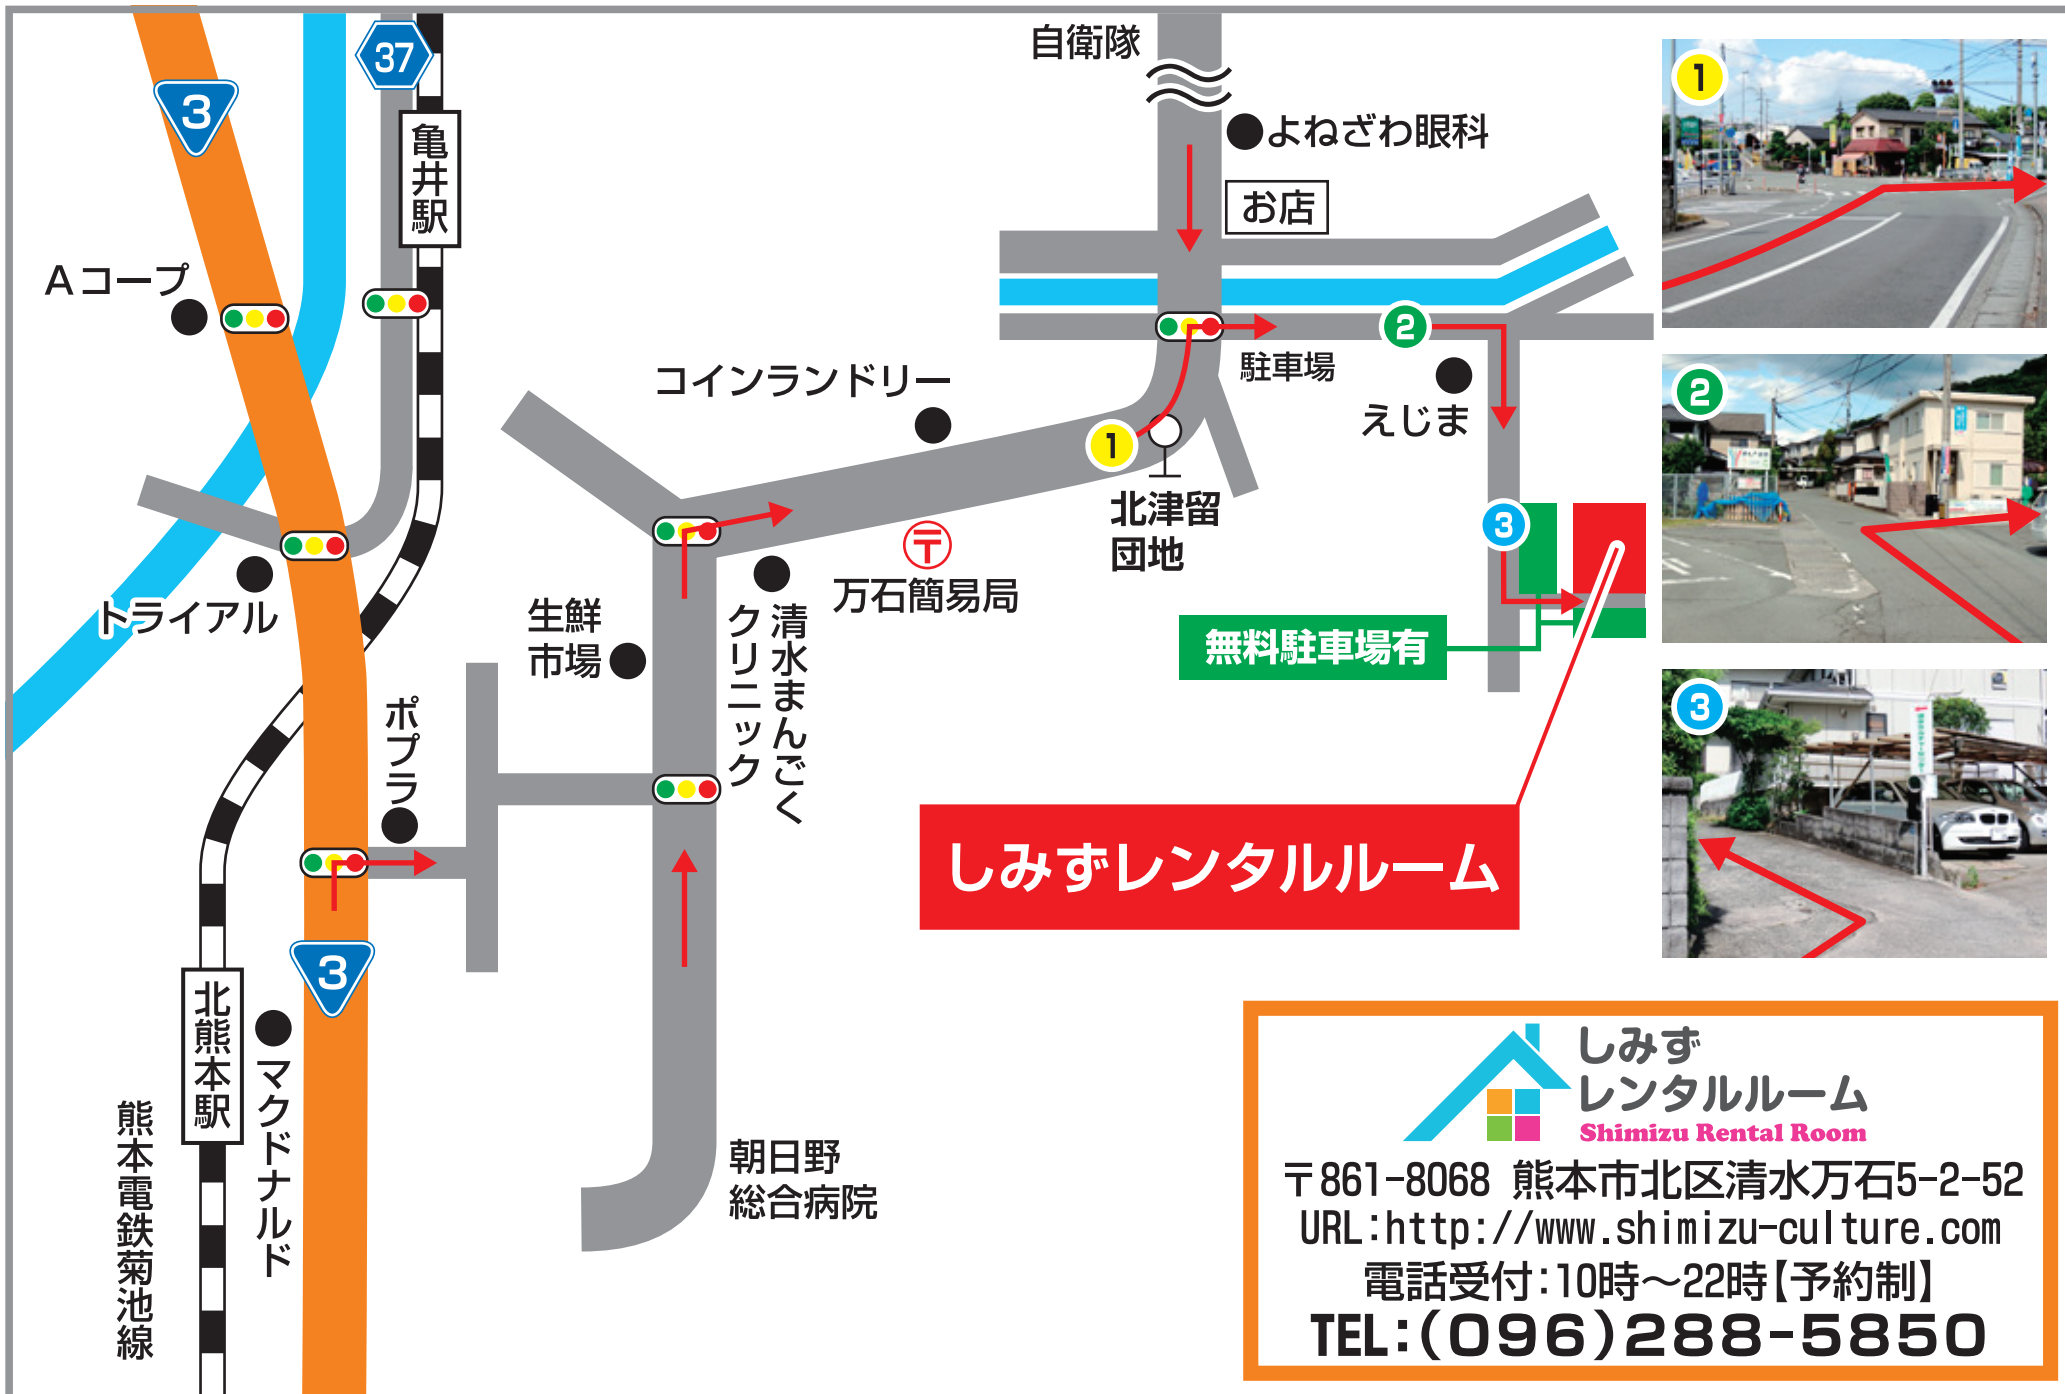 3
37
亀井駅
Aコープ
トライアル
ポプラ
3
北熊本駅
マクドナルド
熊本電鉄菊池線
自衛隊
よねざわ眼科
お店
コインランドリー
駐車場
2
えじま
1
北津留
団地
3
〒
万石簡易局
生鮮
市場
清水まんごく
クリニック
無料駐車場有
しみずレンタルルーム
朝日野
総合病院
1
2
3
しみず
レンタルルーム
Shimizu Rental Room
〒861-8068 熊本市北区清水万石5-2-52
URL:http://www.shimizu-culture.com
電話受付:10時〜22時【予約制】
TEL:(096)288-5850